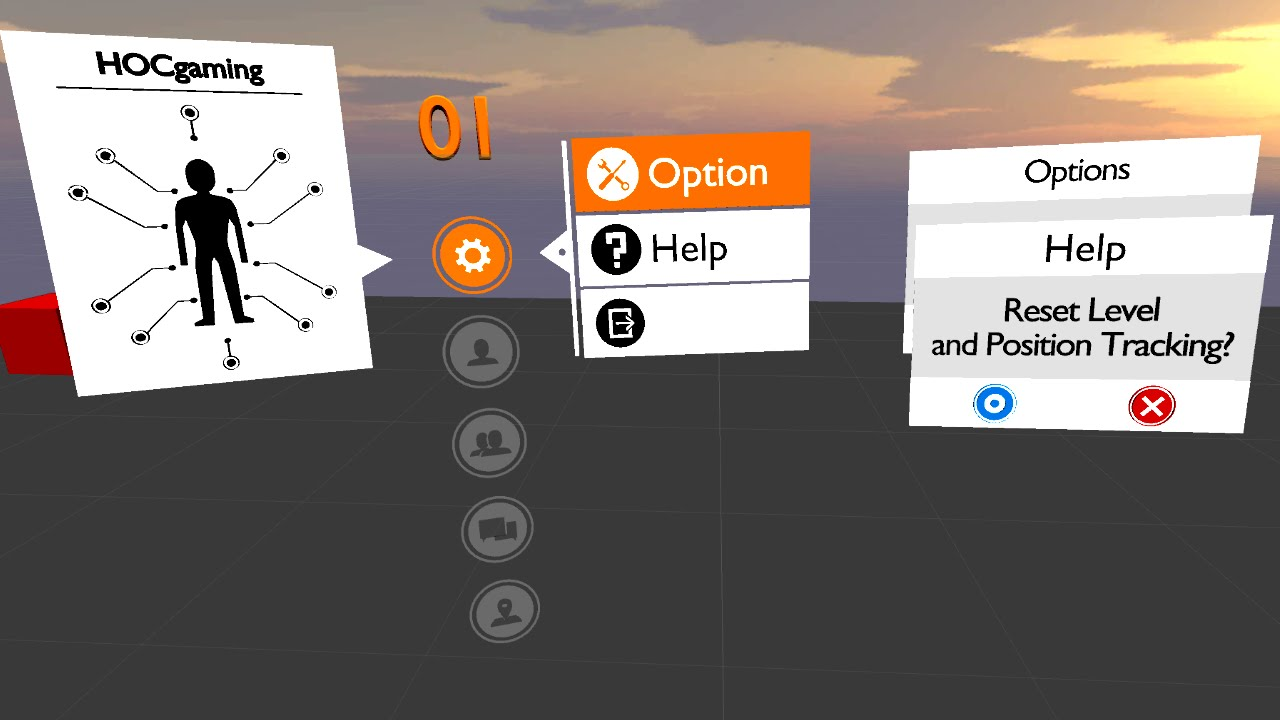 HOCgaming
01
Option
Help
Options
Help
Reset Level
and Position Tracking?